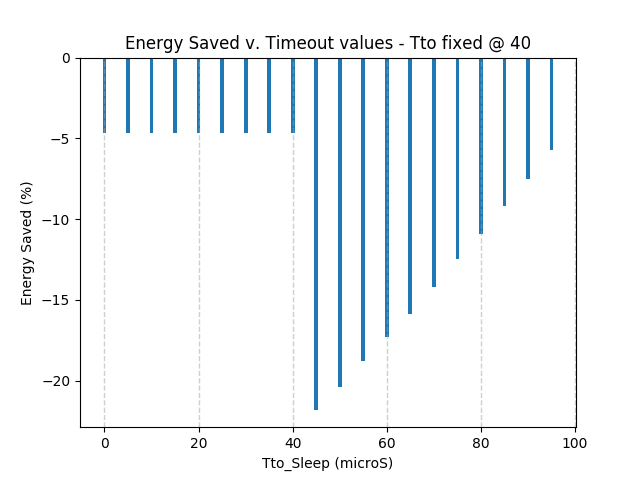 Energy Saved v. Timeout values - Tto fixed @ 40
Energy Saved (%)
0
−5
−10
−15
−20
0 20 40 60 80 100
Tto_Sleep (microS)